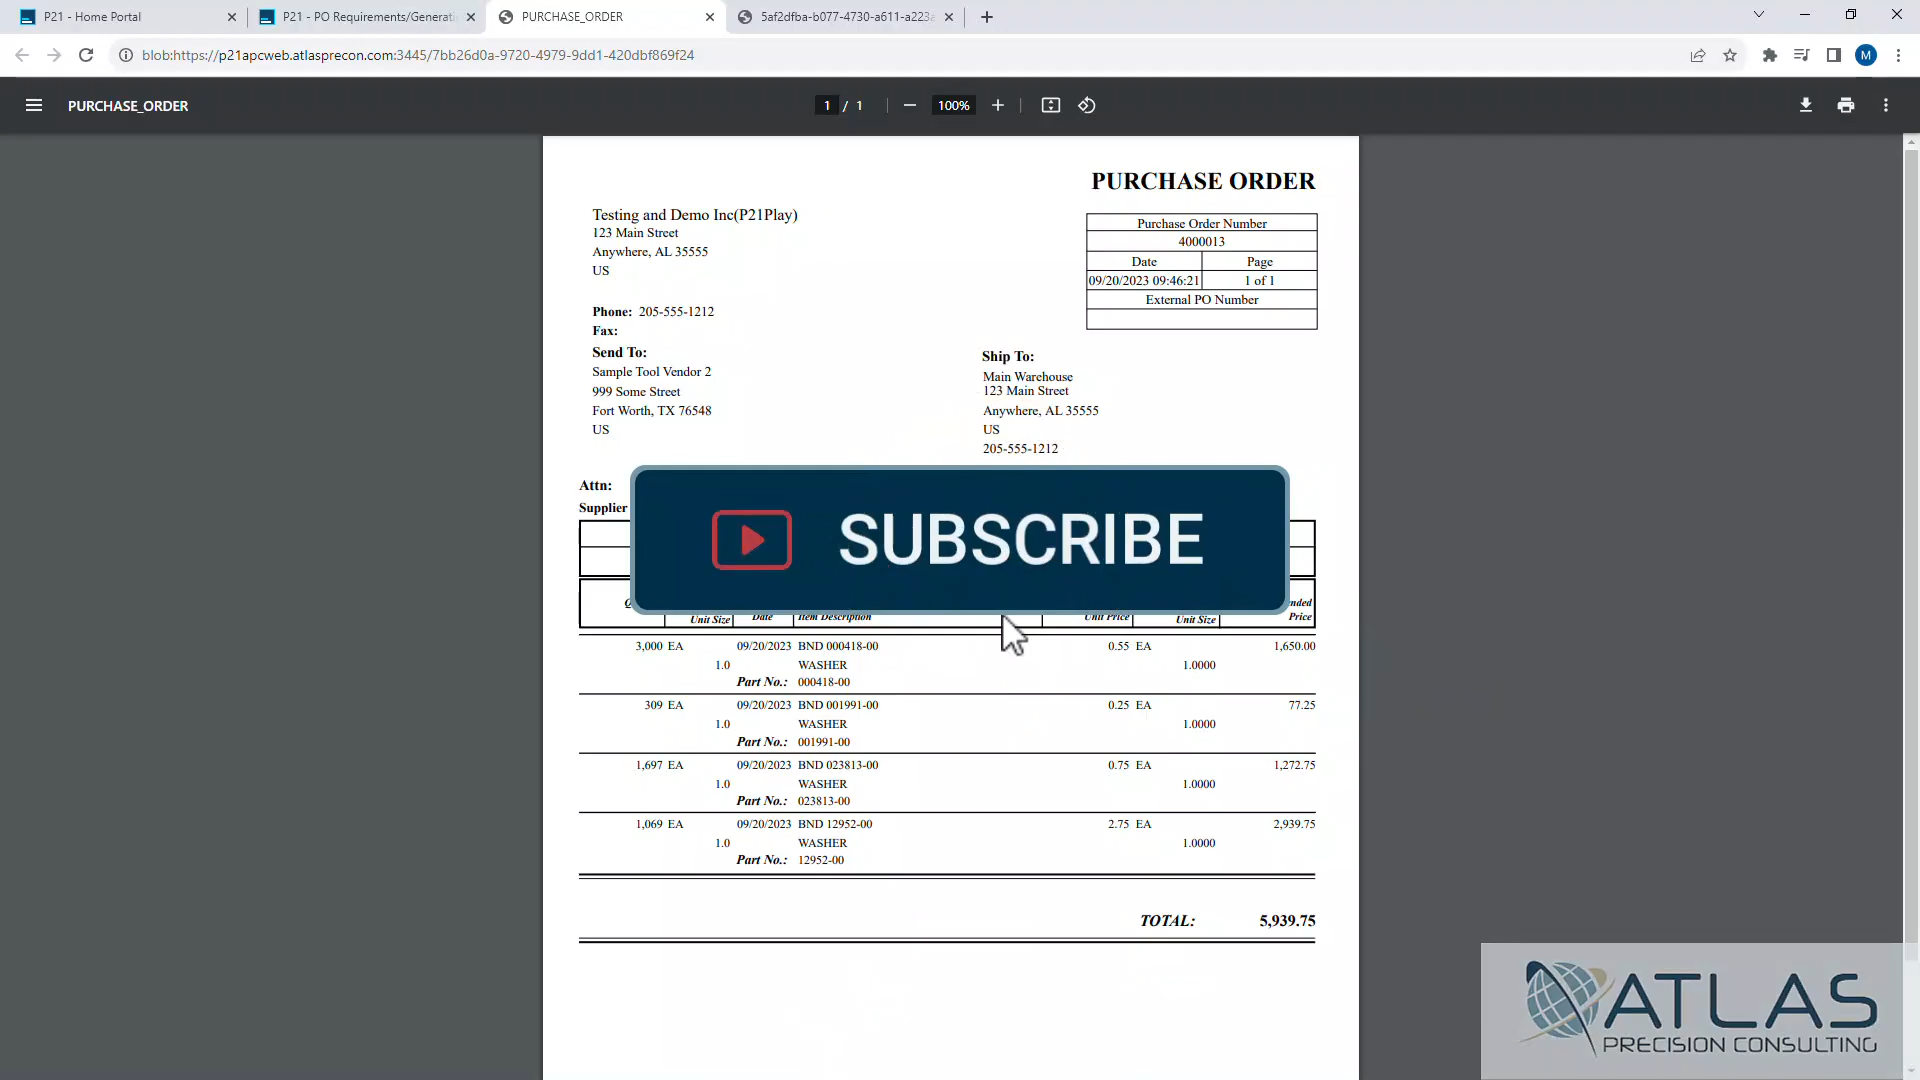 P21 - Home Portal
P21 - PO Requirements/Generati
PURCHASE_ORDER
5af2dfba-b077-4730-a611-a223a
blob:https://p21apcweb.atlasprecon.com:3445/7bb26d0a-9720-4979-9dd1-420dbf869f24
M
PURCHASE_ORDER
1 / 1
100%
PURCHASE ORDER
Testing and Demo Inc(P21Play)
123 Main Street
Anywhere, AL 35555
US
Purchase Order Number
4000013
Date Page
09/20/2023 09:46:21 1 of 1
External PO Number
Phone: 205-555-1212
Fax:
Send To:
Sample Tool Vendor 2
999 Some Street
Fort Worth, TX 76548
US
Ship To:
Main Warehouse
123 Main Street
Anywhere, AL 35555
US
205-555-1212
Attn:
Supplier
SUBSCRIBE
Unit Size Date Item Description Unit Price Unit Size Price
3,000 EA 09/20/2023 BND 000418-00 0.55 EA 1,650.00
1.0 WASHER 1.0000
Part No.: 000418-00
309 EA 09/20/2023 BND 001991-00 0.25 EA 77.25
1.0 WASHER 1.0000
Part No.: 001991-00
1,697 EA 09/20/2023 BND 023813-00 0.75 EA 1,272.75
1.0 WASHER 1.0000
Part No.: 023813-00
1,069 EA 09/20/2023 BND 12952-00 2.75 EA 2,939.75
1.0 WASHER 1.0000
Part No.: 12952-00
TOTAL: 5,939.75
ATLAS
PRECISION CONSULTING